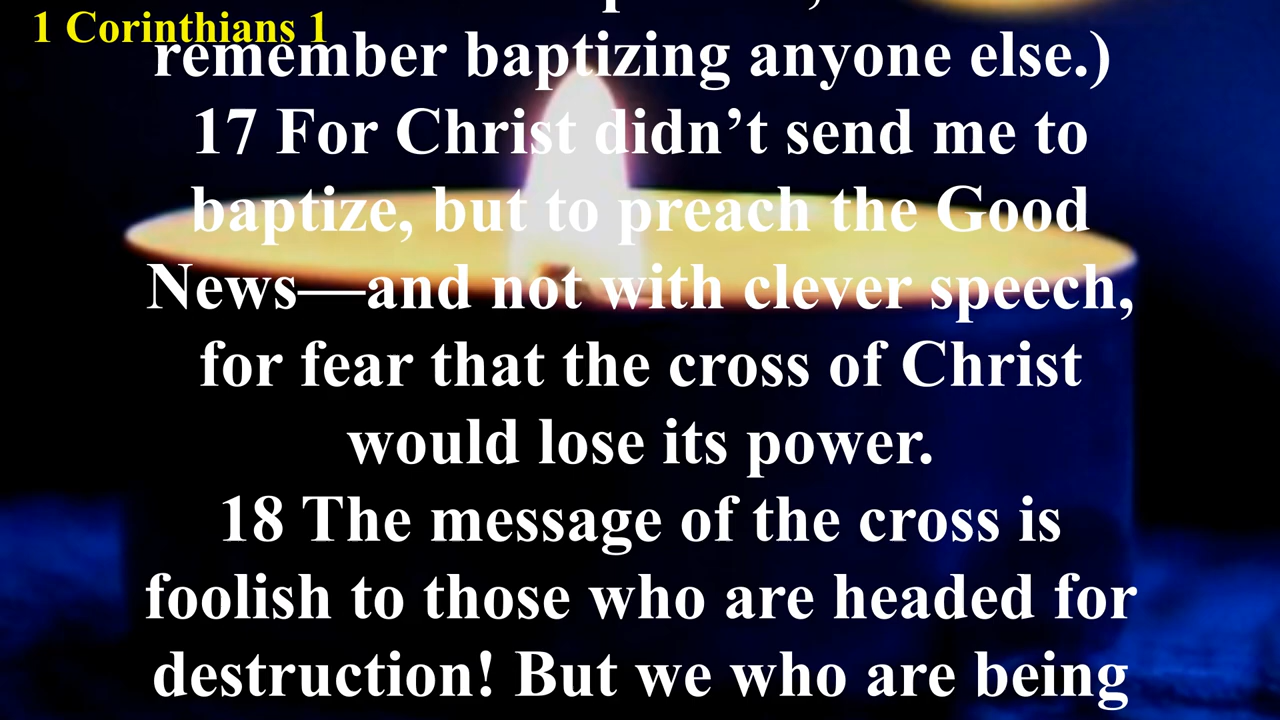 1 Corinthians 1
remember baptizing anyone else.)
17 For Christ didn’t send me to
baptize, but to preach the Good
News—and not with clever speech,
for fear that the cross of Christ
would lose its power.
18 The message of the cross is
foolish to those who are headed for
destruction! But we who are being